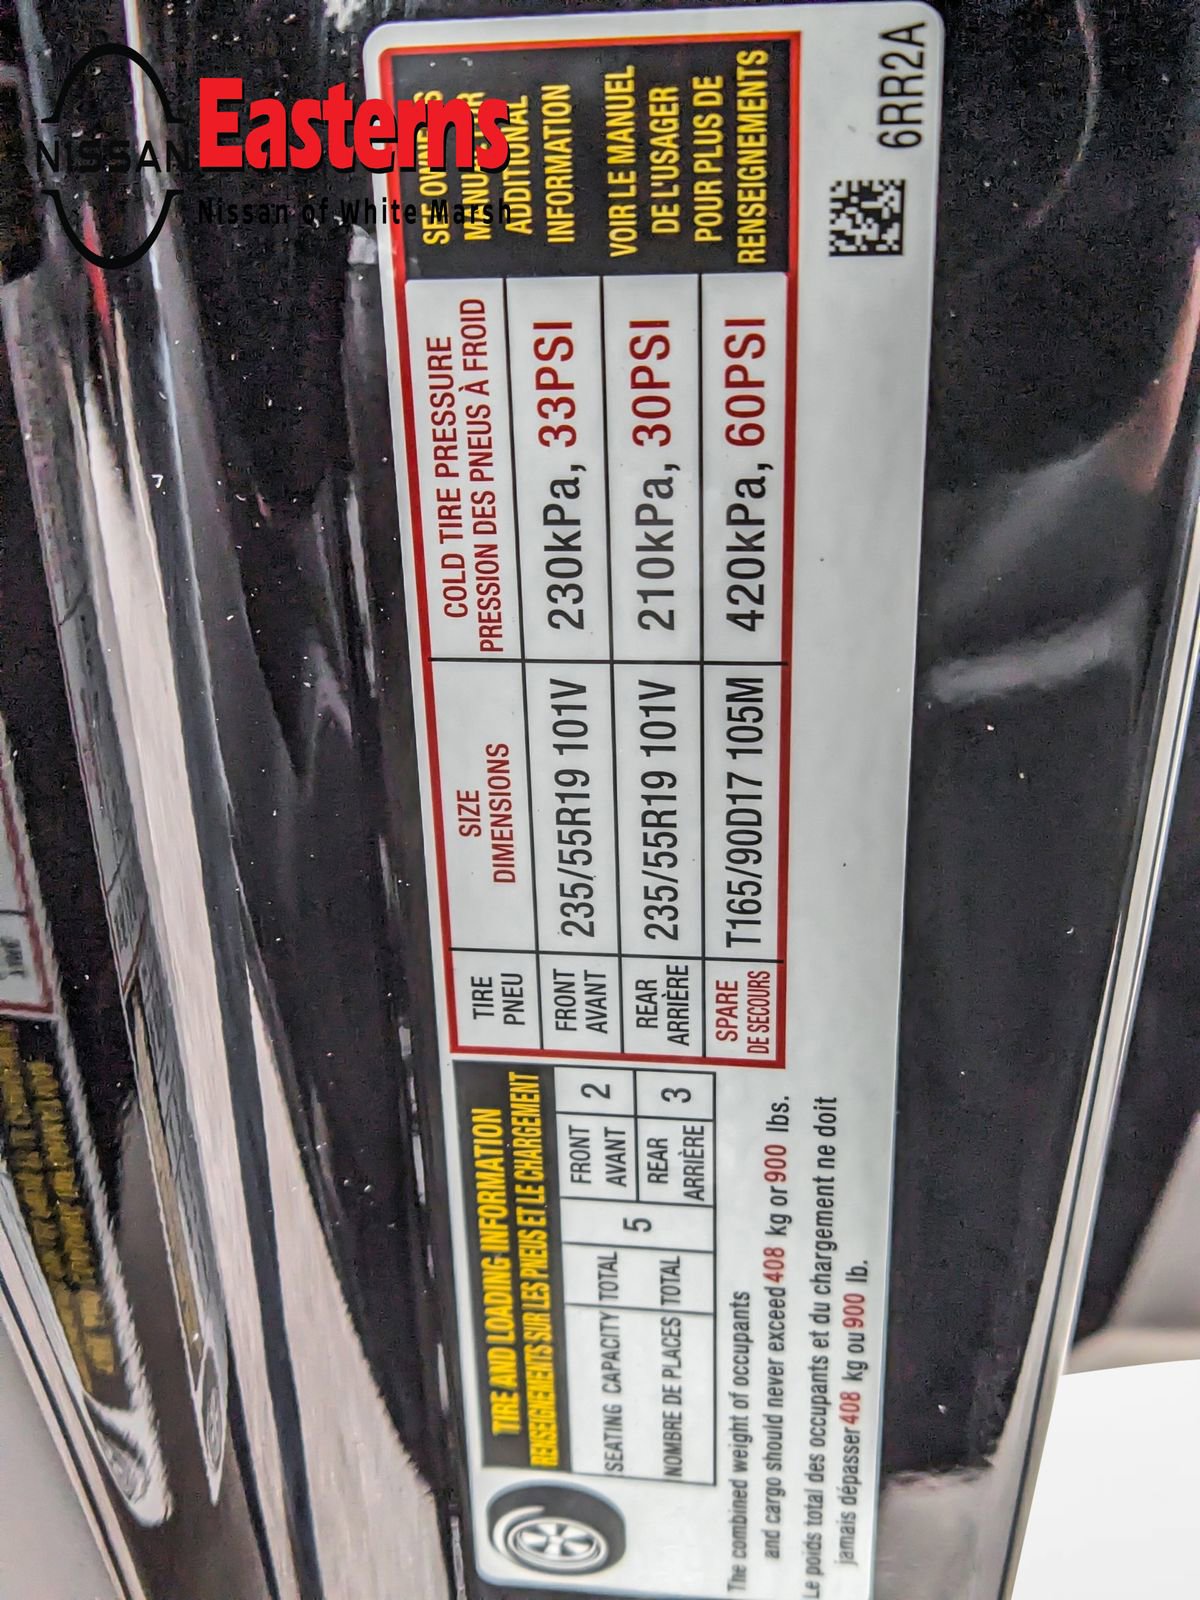 NISSAN
Easterns
Nissan of White Marsh
TIRE AND LOADING INFORMATION
RENSEIGNEMENTS SUR LES PNEUS ET LE CHARGEMENT
SEATING CAPACITY
NOMBRE DE PLACES
TOTAL
TOTAL
5
FRONT
AVANT
2
REAR
ARRIÈRE
3
The combined weight of occupants
and cargo should never exceed 408 kg or 900 lbs.
Le poids total des occupants et du chargement ne doit
jamais dépasser 408 kg ou 900 lb.
TIRE
PNEU
SIZE
DIMENSIONS
COLD TIRE PRESSURE
PRESSION DES PNEUS À FROID
FRONT
AVANT
235/55R19 101V
230kPa, 33PSI
REAR
ARRIÈRE
235/55R19 101V
210kPa, 30PSI
SPARE
DE SECOURS
T165/90D17 105M
420kPa, 60PSI
SEE OWNER'S
MANUAL FOR
ADDITIONAL
INFORMATION
VOIR LE MANUEL
DE L'USAGER
POUR PLUS DE
RENSEIGNEMENTS
6RR2A